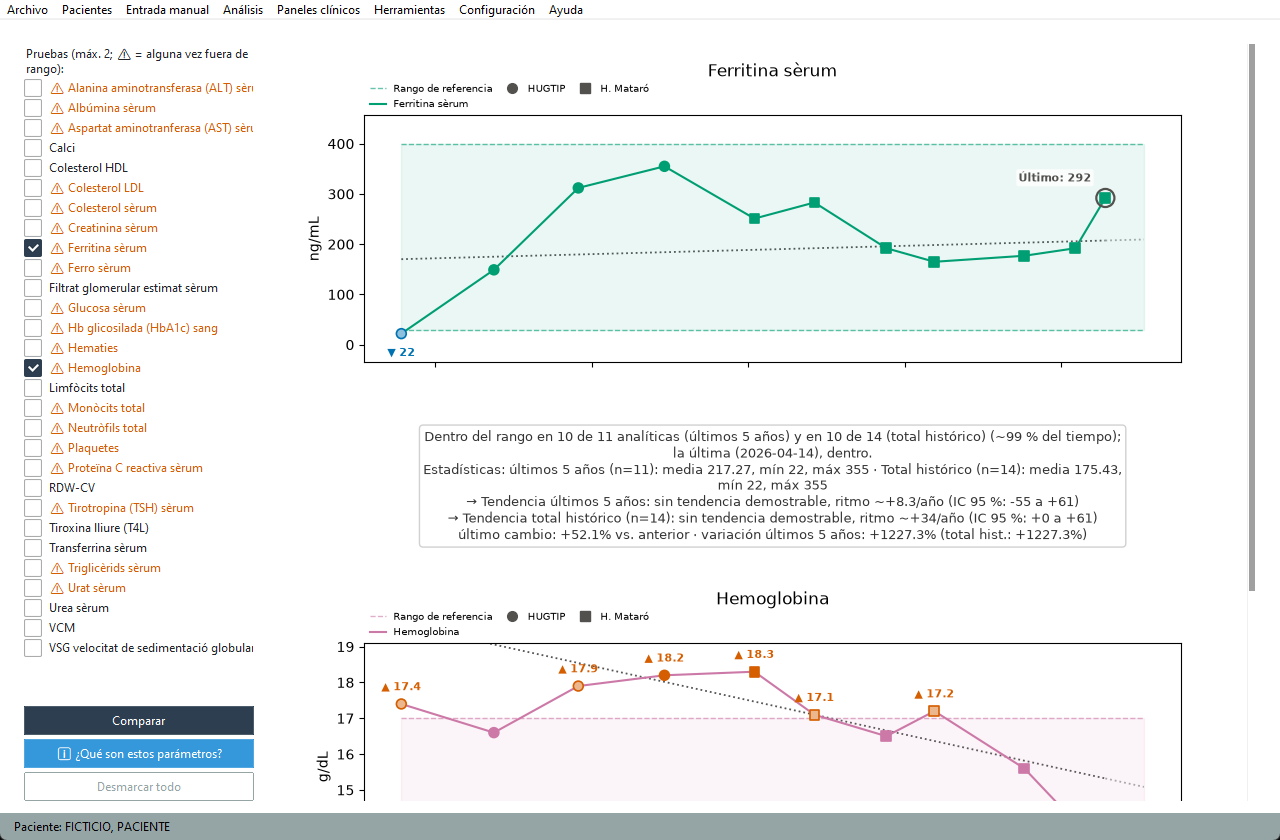 Archivo Pacientes Entrada manual Análisis Paneles clínicos Herramientas Configuración Ayuda
Pruebas (máx. 2; ⚠ = alguna vez fuera de
rango):
⚠ Alanina aminotransferasa (ALT) sèru
⚠ Albúmina sèrum
⚠ Aspartat aminotranferasa (AST) sèru
Calci
Colesterol HDL
⚠ Colesterol LDL
⚠ Colesterol sèrum
⚠ Creatinina sèrum
⚠ Ferritina sèrum
⚠ Ferro sèrum
Filtrat glomerular estimat sèrum
⚠ Glucosa sèrum
⚠ Hb glicosilada (HbA1c) sang
⚠ Hematies
⚠ Hemoglobina
Limfòcits total
⚠ Monòcits total
⚠ Neutròfils total
⚠ Plaquetes
⚠ Proteïna C reactiva sèrum
RDW-CV
⚠ Tirotropina (TSH) sèrum
Tiroxina lliure (T4L)
Transferrina sèrum
⚠ Triglicèrids sèrum
⚠ Urat sèrum
Urea sèrum
VCM
VSG velocitat de sedimentació globular
Comparar
ℹ ¿Qué son estos parámetros?
Desmarcar todo
Ferritina sèrum
Rango de referencia HUGTIP H. Mataró
Ferritina sèrum
ng/mL
400
300
200
100
0
Último: 292
▼ 22
Dentro del rango en 10 de 11 analíticas (últimos 5 años) y en 10 de 14 (total histórico) (~99 % del tiempo);
la última (2026-04-14), dentro.
Estadísticas: últimos 5 años (n=11): media 217.27, mín 22, máx 355 · Total histórico (n=14): media 175.43,
mín 22, máx 355
→ Tendencia últimos 5 años: sin tendencia demostrable, ritmo ~+8.3/año (IC 95 %: -55 a +61)
→ Tendencia total histórico (n=14): sin tendencia demostrable, ritmo ~+34/año (IC 95 %: +0 a +61)
último cambio: +52.1% vs. anterior · variación últimos 5 años: +1227.3% (total hist.: +1227.3%)
Hemoglobina
Rango de referencia HUGTIP H. Mataró
Hemoglobina
g/dL
19
18
17
16
15
▲ 17.4
▲ 17.9
▲ 18.2
▲ 18.3
▲ 17.1
▲ 17.2
Paciente: FICTICIO, PACIENTE